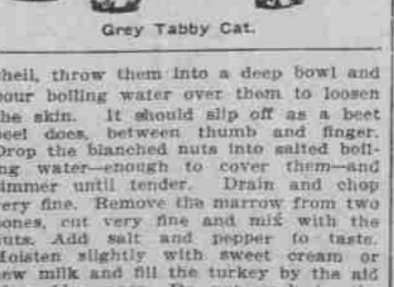 Grey Tabby Cat.
shell, throw them into a deep bowl and
pour boiling water over them to loosen
the skin. It should slip off as a beet
peel does, between thumb and finger.
Drop the blanched nuts into salted boil-
ing water—enough to cover them—and
simmer until tender. Drain and chop
very fine. Remove the marrow from two
bones, cut very fine and mix with the
nuts. Add salt and pepper to taste.
Moisten slightly with sweet cream or
new milk and fill the turkey by the aid